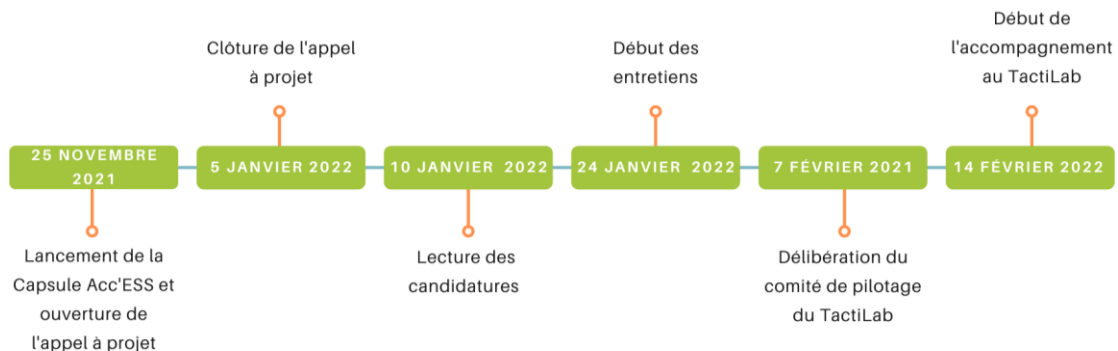 25 NOVEMBRE
2021
Lancement de la
Capsule Acc'ESS et
ouverture de
l'appel à projet
Clôture de l'appel
à projet
5 JANVIER 2022
10 JANVIER 2022
Lecture des
candidatures
Début des
entretiens
24 JANVIER 2022
7 FÉVRIER 2021
Délibération du
comité de pilotage
du TactiLab
Début de
l'accompagnement
au TactiLab
14 FÉVRIER 2022